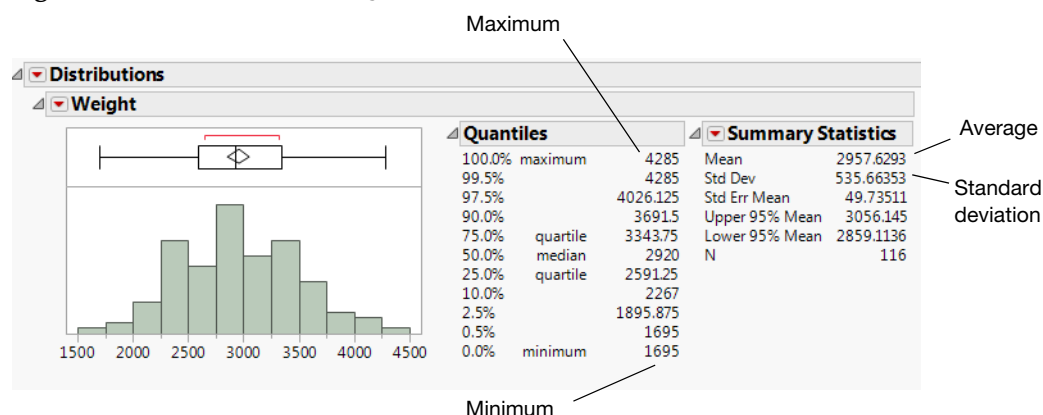 Maximum
Distributions
Weight
Quantiles
100.0% maximum 4285
99.5% 4285
97.5% 4026.125
90.0% 3691.5
75.0% quartile 3343.75
50.0% median 2920
25.0% quartile 2591.25
10.0% 2267
2.5% 1895.875
0.5% 1695
0.0% minimum 1695
Summary Statistics
Mean 2957.6293
Std Dev 535.66353
Std Err Mean 49.73511
Upper 95% Mean 3056.145
Lower 95% Mean 2859.1136
N 116
Average
Standard
deviation
1500 2000 2500 3000 3500 4000 4500
Minimum